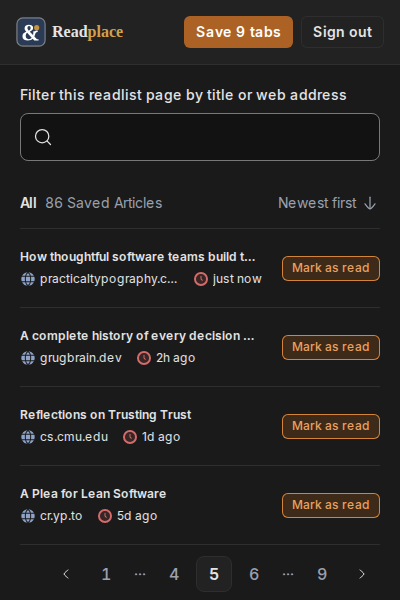 & Readplace
Save 9 tabs
Sign out
Filter this readlist page by title or web address
All 86 Saved Articles
Newest first ↓
How thoughtful software teams build t...
practicaltypography.c... just now
Mark as read
A complete history of every decision ...
grugbrain.dev 2h ago
Mark as read
Reflections on Trusting Trust
cs.cmu.edu 1d ago
Mark as read
A Plea for Lean Software
cr.yp.to 5d ago
Mark as read
‹ 1 ... 4 5 6 ... 9 ›